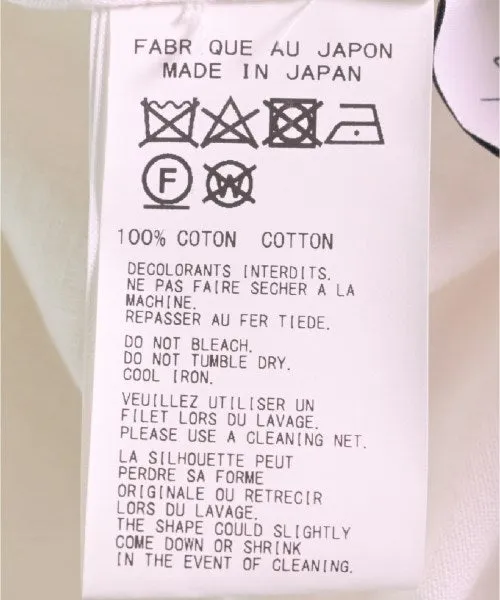 FABR QUE AU JAPON
MADE IN JAPAN
F W
100% COTON COTTON
DECOLORANTS INTERDITS.
NE PAS FAIRE SECHER A LA
MACHINE.
REPASSER AU FER TIEDE.
DO NOT BLEACH.
DO NOT TUMBLE DRY.
COOL IRON.
VEUILLEZ UTILISER UN
FILET LORS DU LAVAGE.
PLEASE USE A CLEANING NET.
LA SILHOUETTE PEUT
PERDRE SA FORME
ORIGINALE OU RETRECIR
LORS DU LAVAGE.
THE SHAPE COULD SLIGHTLY
COME DOWN OR SHRINK
IN THE EVENT OF CLEANING.